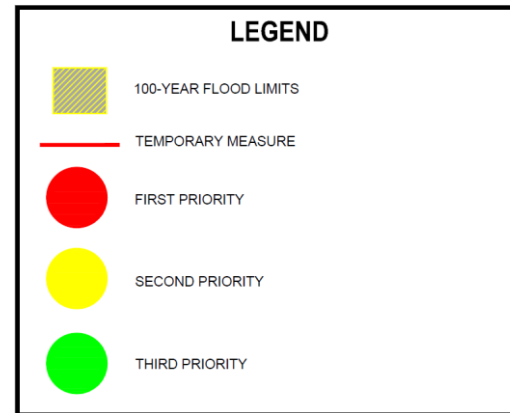 LEGEND
100-YEAR FLOOD LIMITS
TEMPORARY MEASURE
FIRST PRIORITY
SECOND PRIORITY
THIRD PRIORITY